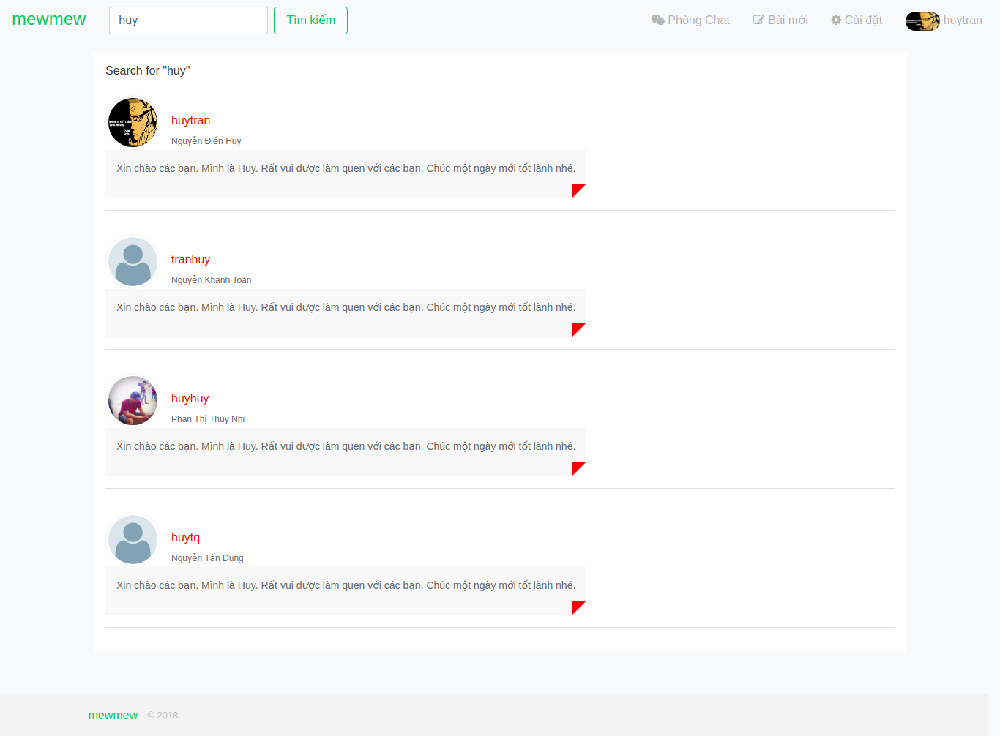 mewmew huy Tìm kiếm Phòng Chat Bài mới Cài đặt huytran
Search for "huy"
huytran
Nguyễn Điền Huy
Xin chào các bạn. Mình là Huy. Rất vui được làm quen với các bạn. Chúc một ngày mới tốt lành nhé.
tranhuy
Nguyễn Khánh Toàn
Xin chào các bạn. Mình là Huy. Rất vui được làm quen với các bạn. Chúc một ngày mới tốt lành nhé.
huyhuy
Phan Thị Thùy Nhi
Xin chào các bạn. Mình là Huy. Rất vui được làm quen với các bạn. Chúc một ngày mới tốt lành nhé.
huytq
Nguyễn Tấn Dũng
Xin chào các bạn. Mình là Huy. Rất vui được làm quen với các bạn. Chúc một ngày mới tốt lành nhé.
mewmew © 2018.